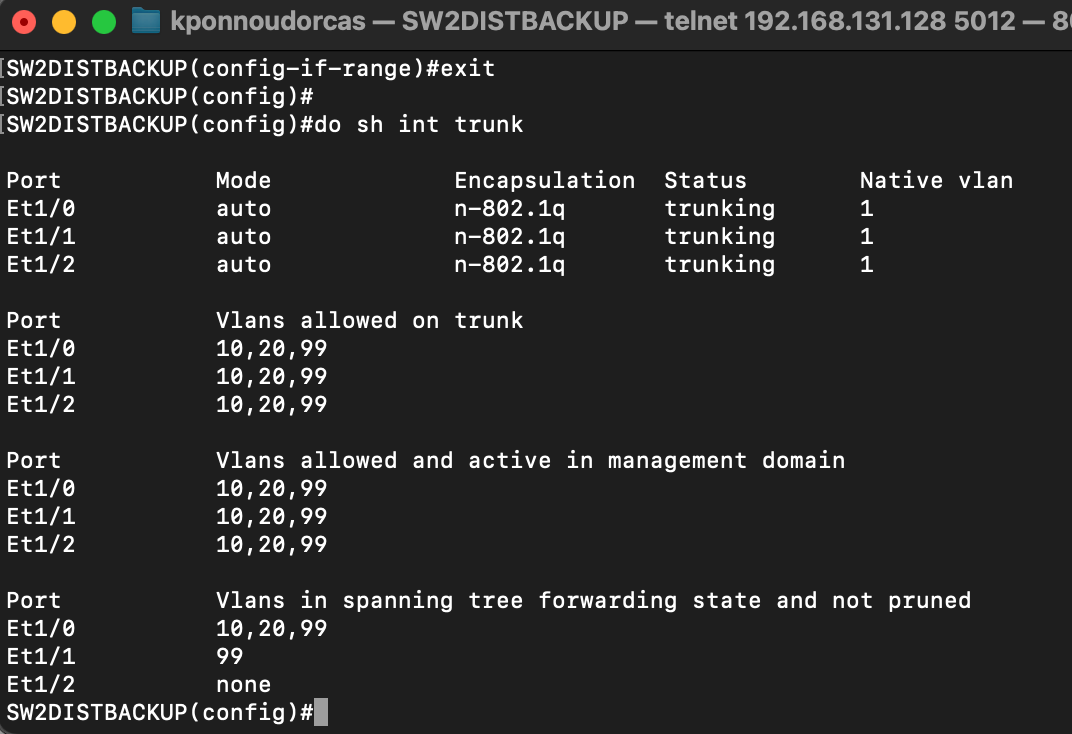 kponnoudorcas — SW2DISTBACKUP — telnet 192.168.131.128 5012 —
[SW2DISTBACKUP(config-if-range)#exit
[SW2DISTBACKUP(config)#
[SW2DISTBACKUP(config)#do sh int trunk
Port Mode Encapsulation Status Native vlan
Et1/0 auto n-802.1q trunking 1
Et1/1 auto n-802.1q trunking 1
Et1/2 auto n-802.1q trunking 1
Port Vlans allowed on trunk
Et1/0 10,20,99
Et1/1 10,20,99
Et1/2 10,20,99
Port Vlans allowed and active in management domain
Et1/0 10,20,99
Et1/1 10,20,99
Et1/2 10,20,99
Port Vlans in spanning tree forwarding state and not pruned
Et1/0 10,20,99
Et1/1 99
Et1/2 none
SW2DISTBACKUP(config)#